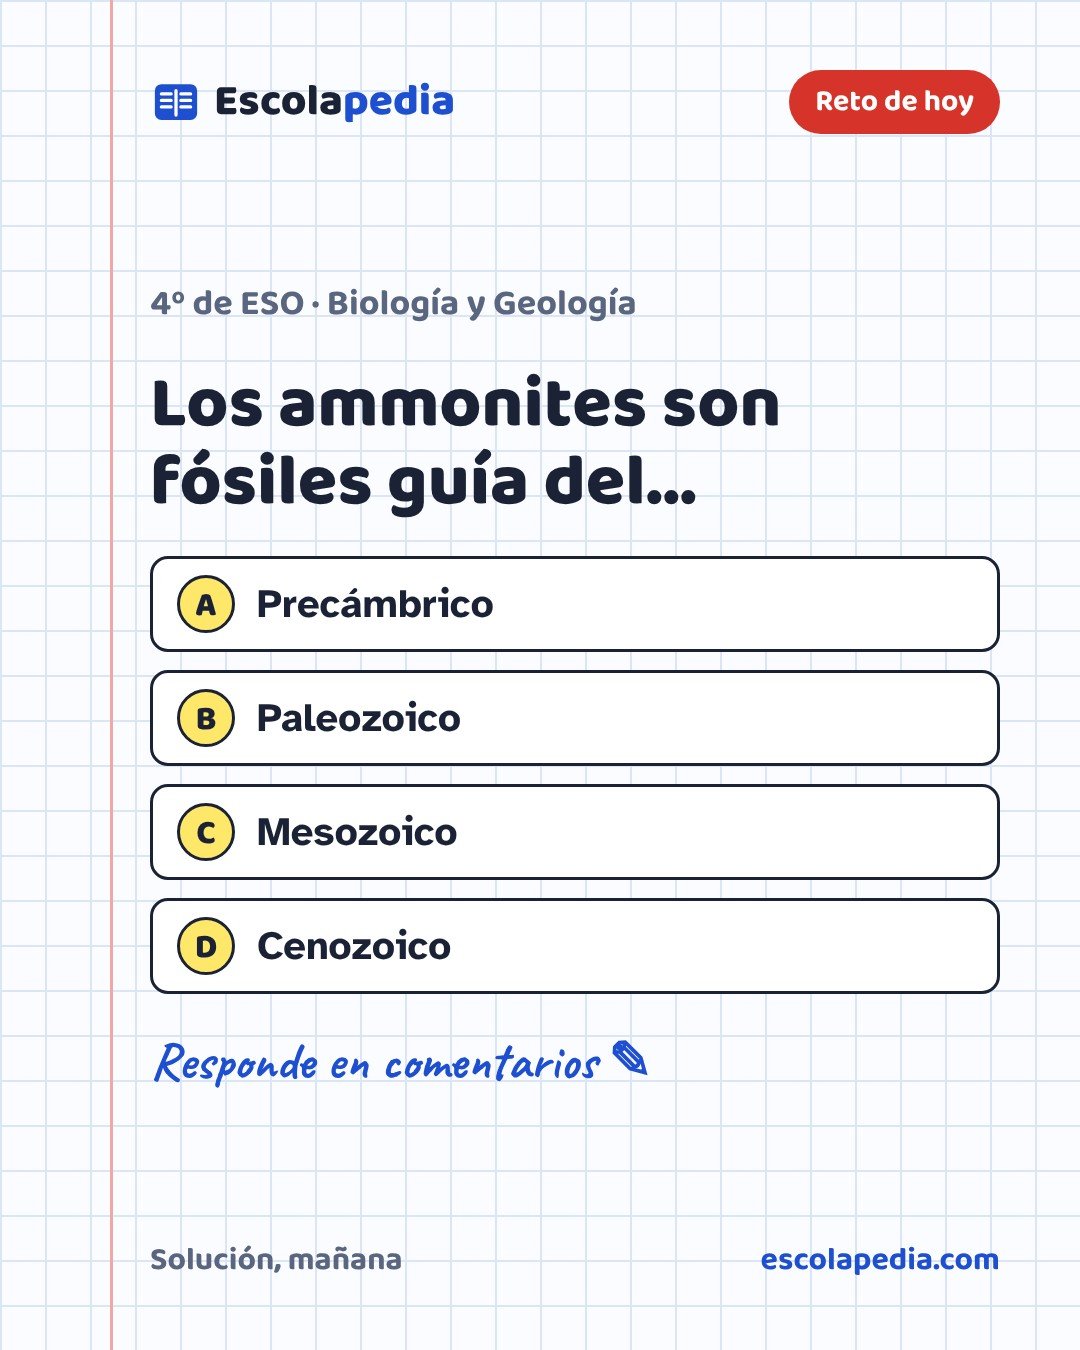 Escolapedia
Reto de hoy
4º de ESO · Biología y Geología
Los ammonites son
fósiles guía del...
A Precámbrico
B Paleozoico
C Mesozoico
D Cenozoico
Responde en comentarios ✎
Solución, mañana
escolapedia.com